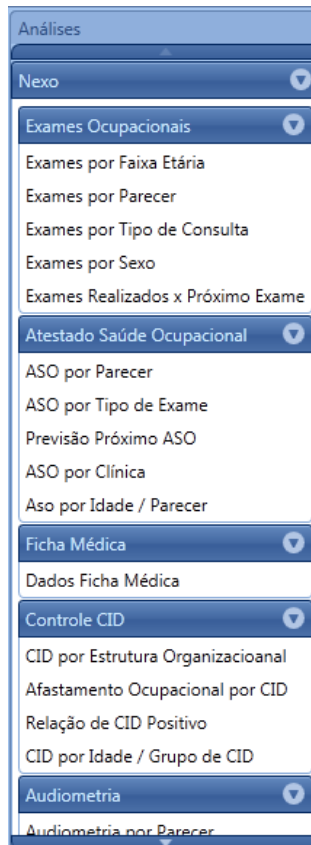 Análises
Nexo
Exames Ocupacionais
Exames por Faixa Etária
Exames por Parecer
Exames por Tipo de Consulta
Exames por Sexo
Exames Realizados x Próximo Exame
Atestado Saúde Ocupacional
ASO por Parecer
ASO por Tipo de Exame
Previsão Próximo ASO
ASO por Clínica
Aso por Idade / Parecer
Ficha Médica
Dados Ficha Médica
Controle CID
CID por Estrutura Organizacioanal
Afastamento Ocupacional por CID
Relação de CID Positivo
CID por Idade / Grupo de CID
Audiometria
Audiometria por Parecer